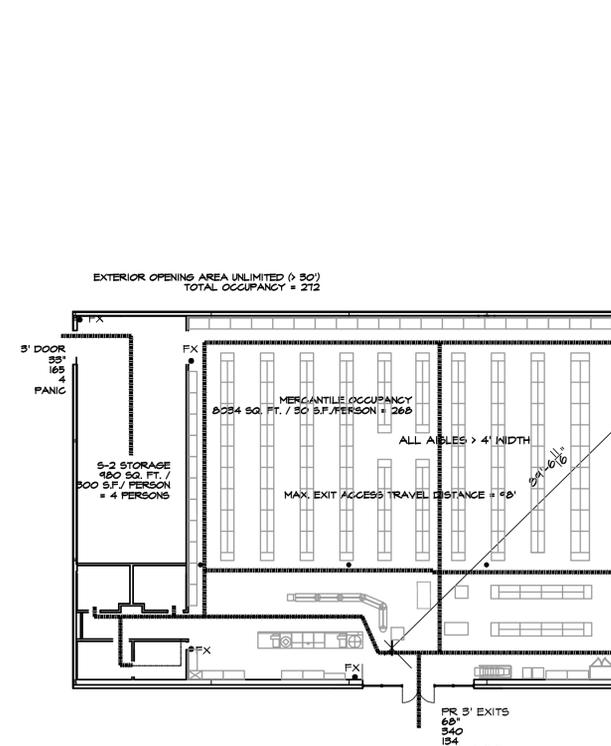 EXTERIOR OPENING AREA UNLIMITED (> 30')
TOTAL OCCUPANCY = 272
FX
3' DOOR
33"
165
4
PANIC
FX
MERCANTILE OCCUPANCY
8034 SQ. FT. / 30 S.F./PERSON = 268
ALL AISLES > 4' WIDTH
S-2 STORAGE
980 SQ. FT. /
300 S.F./ PERSON
= 4 PERSONS
MAX. EXIT ACCESS TRAVEL DISTANCE =
FX
FX
PR 3' EXITS
68"
340
134